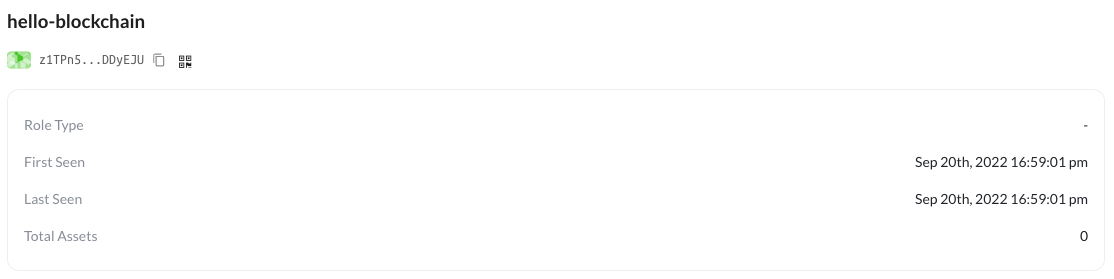 hello-blockchain
z1TPn5...DDyEJU
Role Type -
First Seen Sep 20th, 2022 16:59:01 pm
Last Seen Sep 20th, 2022 16:59:01 pm
Total Assets 0